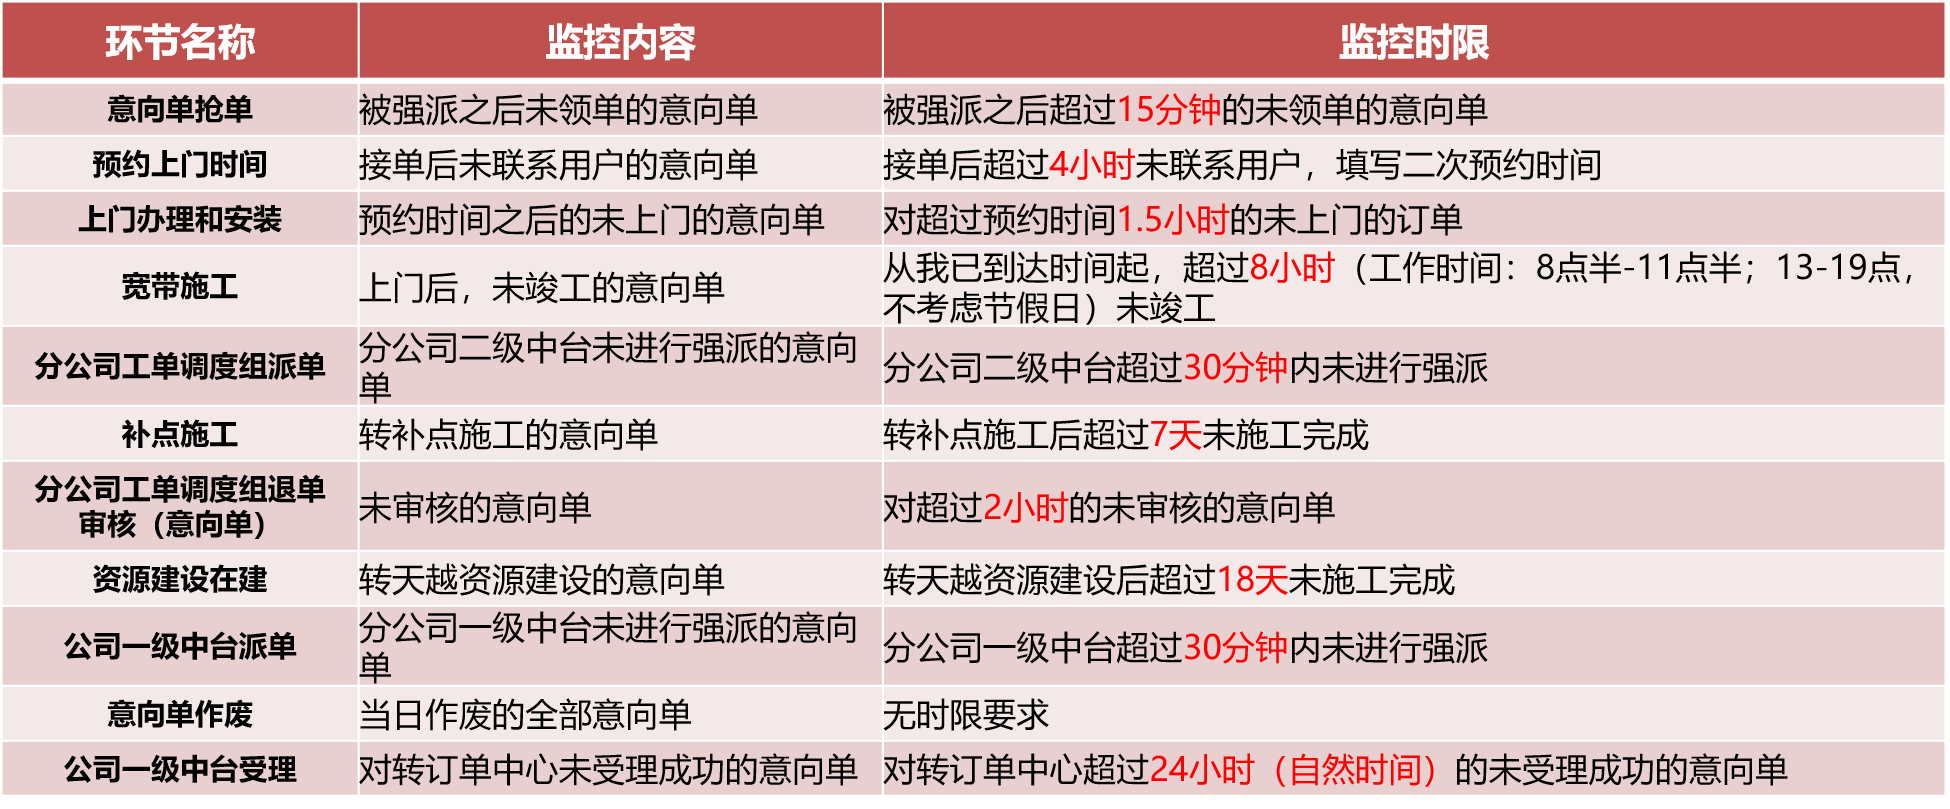 环节名称 监控内容 监控时限
意向单抢单 被强派之后未领单的意向单 被强派之后超过15分钟的未领单的意向单
预约上门时间 接单后未联系用户的意向单 接单后超过4小时未联系用户，填写二次预约时间
上门办理和安装 预约时间之后的未上门的意向单 对超过预约时间1.5小时的未上门的订单
宽带施工 上门后，未竣工的意向单 从我已到达时间起，超过8小时（工作时间：8点半-11点半；13-19点，
不考虑节假日）未竣工
分公司工单调度组派单 分公司二级中台未进行强派的意向
单 分公司二级中台超过30分钟内未进行强派
补点施工 转补点施工的意向单 转补点施工后超过7天未施工完成
分公司工单调度组退单
审核（意向单） 未审核的意向单 对超过2小时的未审核的意向单
资源建设在建 转天越资源建设的意向单 转天越资源建设后超过18天未施工完成
公司一级中台派单 分公司一级中台未进行强派的意向
单 分公司一级中台超过30分钟内未进行强派
意向单作废 当日作废的全部意向单 无时限要求
公司一级中台受理 对转订单中心未受理成功的意向单 对转订单中心超过24小时（自然时间）的未受理成功的意向单